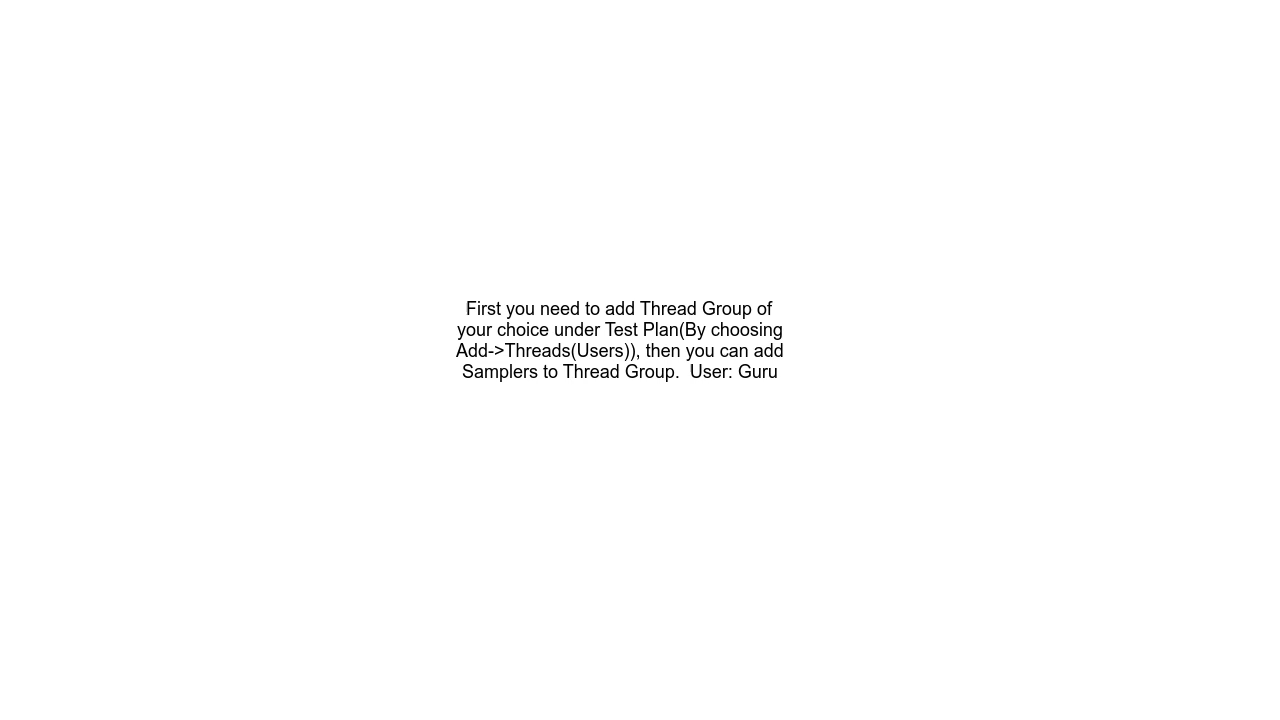 First you need to add Thread Group of
your choice under Test Plan(By choosing
Add->Threads(Users)), then you can add
Samplers to Thread Group.  User: Guru